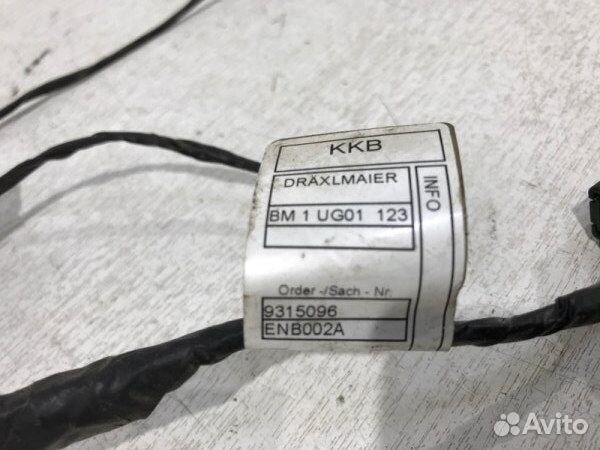 KKB
DRÄXLMAIER
BM 1 UG01 123
INFO
Order -/Sach - Nr
9315096
ENB002A
Avito